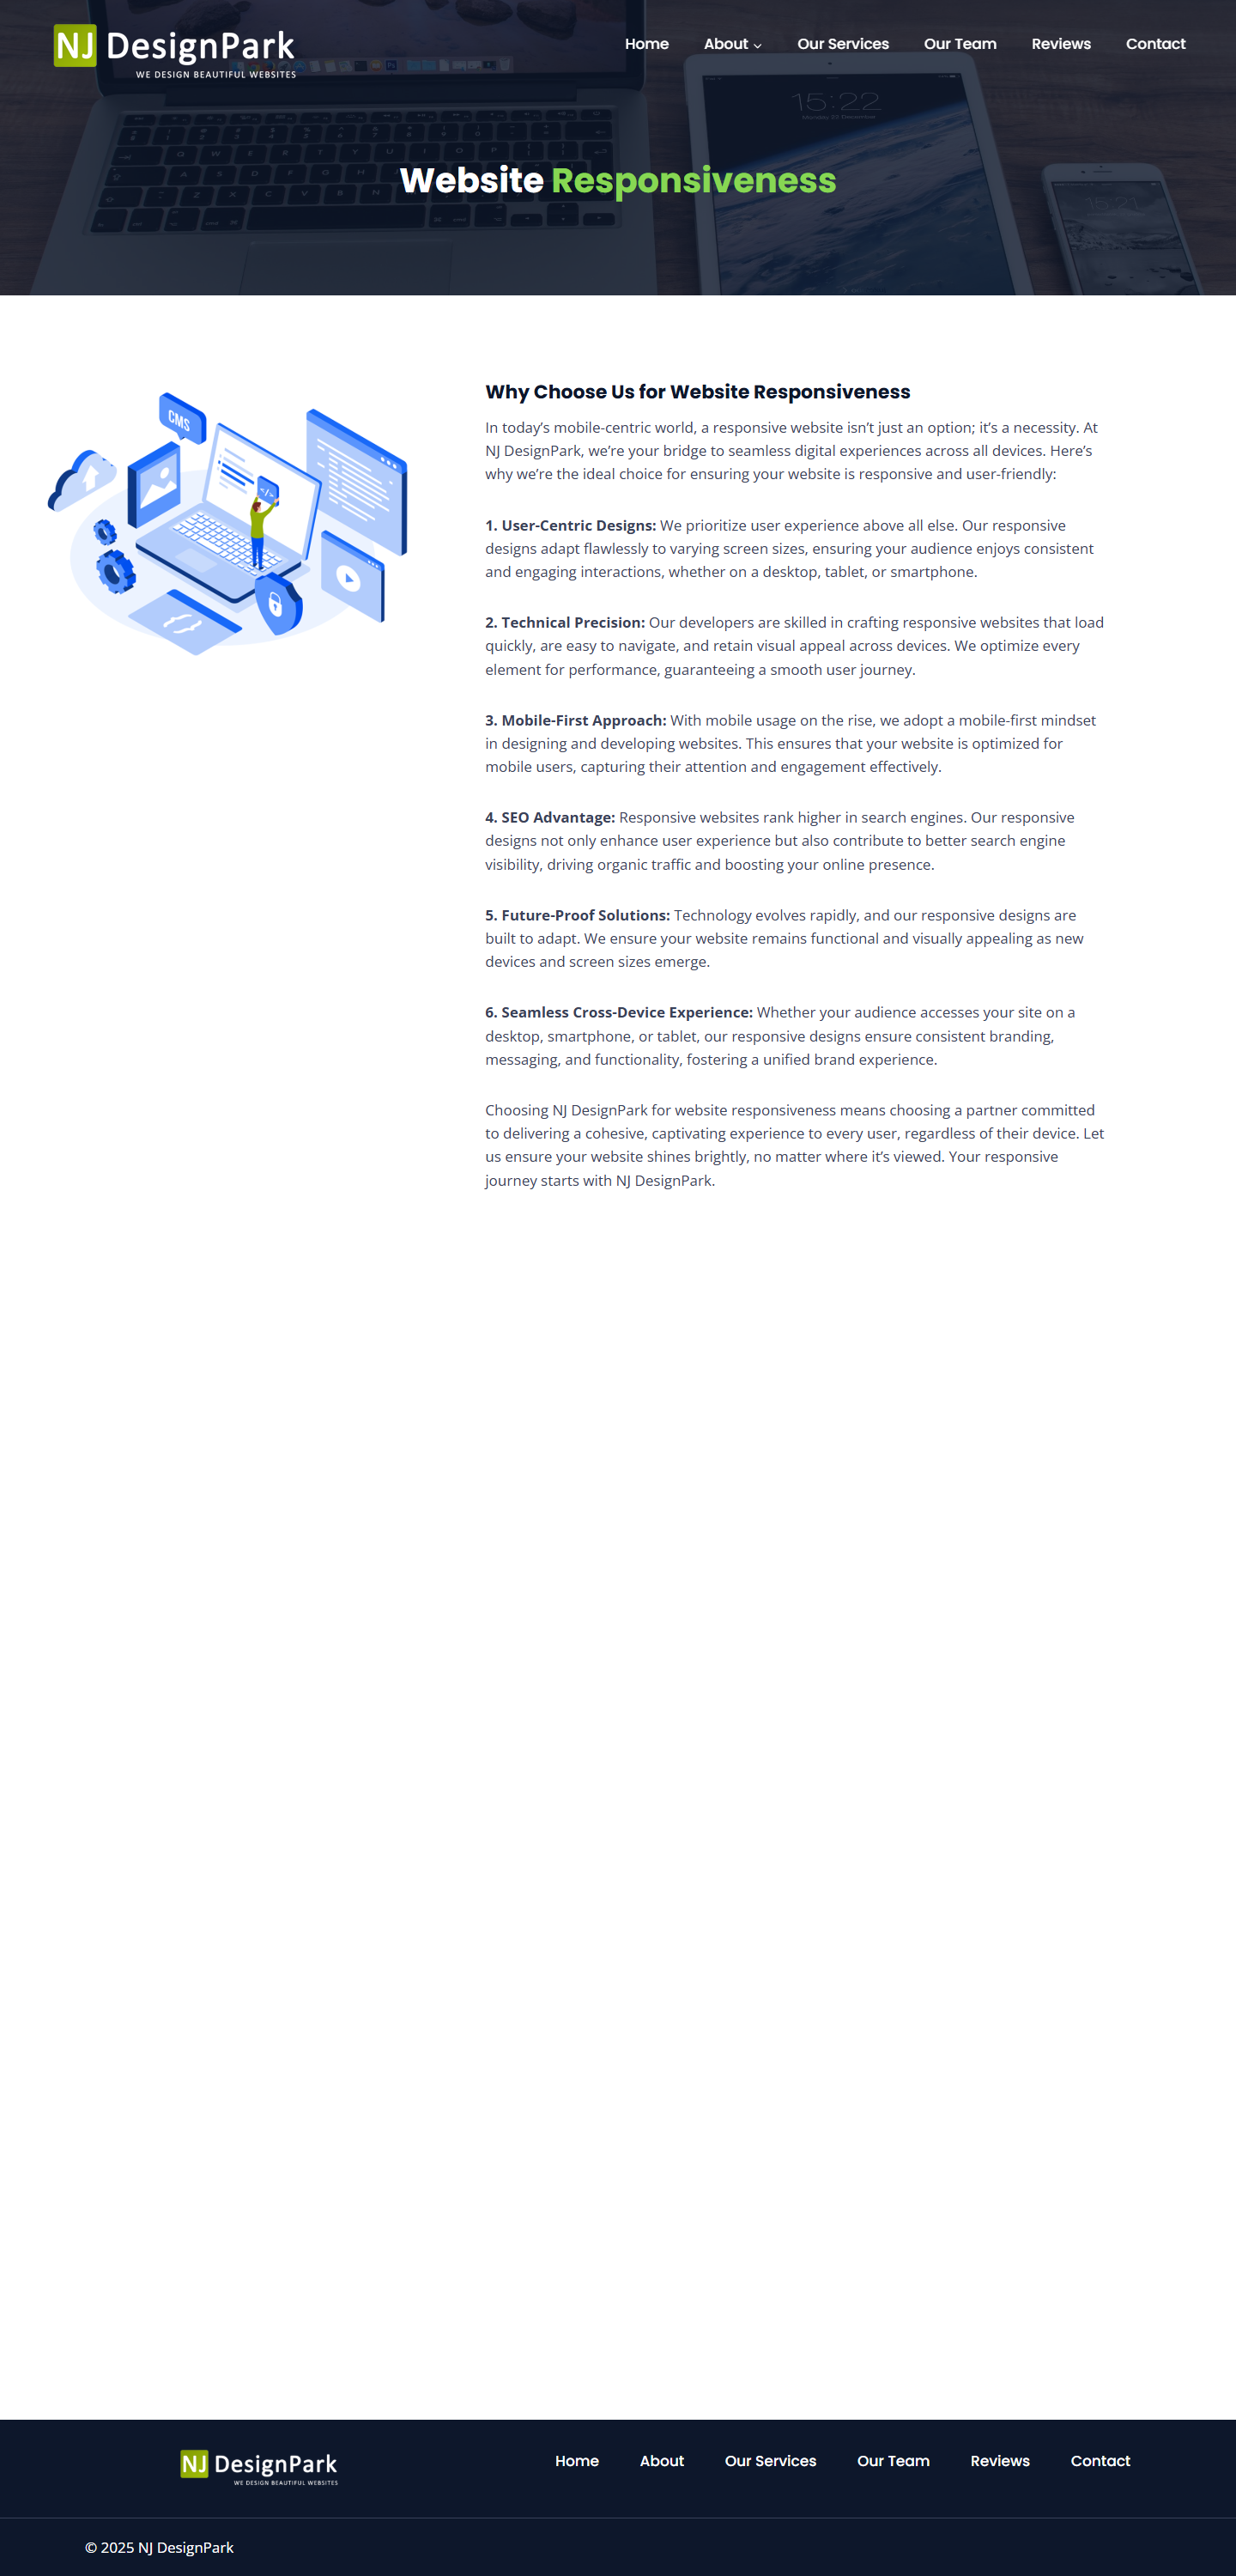 NJ DesignPark
WE DESIGN BEAUTIFUL WEBSITES
Home About Our Services Our Team Reviews Contact
15:22
Monday 22 December
15:21
Website Responsiveness
CMS
</>
Why Choose Us for Website Responsiveness
In today’s mobile-centric world, a responsive website isn’t just an option; it’s a necessity. At
NJ DesignPark, we’re your bridge to seamless digital experiences across all devices. Here’s
why we’re the ideal choice for ensuring your website is responsive and user-friendly:
1. User-Centric Designs: We prioritize user experience above all else. Our responsive
designs adapt flawlessly to varying screen sizes, ensuring your audience enjoys consistent
and engaging interactions, whether on a desktop, tablet, or smartphone.
2. Technical Precision: Our developers are skilled in crafting responsive websites that load
quickly, are easy to navigate, and retain visual appeal across devices. We optimize every
element for performance, guaranteeing a smooth user journey.
3. Mobile-First Approach: With mobile usage on the rise, we adopt a mobile-first mindset
in designing and developing websites. This ensures that your website is optimized for
mobile users, capturing their attention and engagement effectively.
4. SEO Advantage: Responsive websites rank higher in search engines. Our responsive
designs not only enhance user experience but also contribute to better search engine
visibility, driving organic traffic and boosting your online presence.
5. Future-Proof Solutions: Technology evolves rapidly, and our responsive designs are
built to adapt. We ensure your website remains functional and visually appealing as new
devices and screen sizes emerge.
6. Seamless Cross-Device Experience: Whether your audience accesses your site on a
desktop, smartphone, or tablet, our responsive designs ensure consistent branding,
messaging, and functionality, fostering a unified brand experience.
Choosing NJ DesignPark for website responsiveness means choosing a partner committed
to delivering a cohesive, captivating experience to every user, regardless of their device. Let
us ensure your website shines brightly, no matter where it’s viewed. Your responsive
journey starts with NJ DesignPark.
NJ DesignPark
WE DESIGN BEAUTIFUL WEBSITES
Home About Our Services Our Team Reviews Contact
© 2025 NJ DesignPark